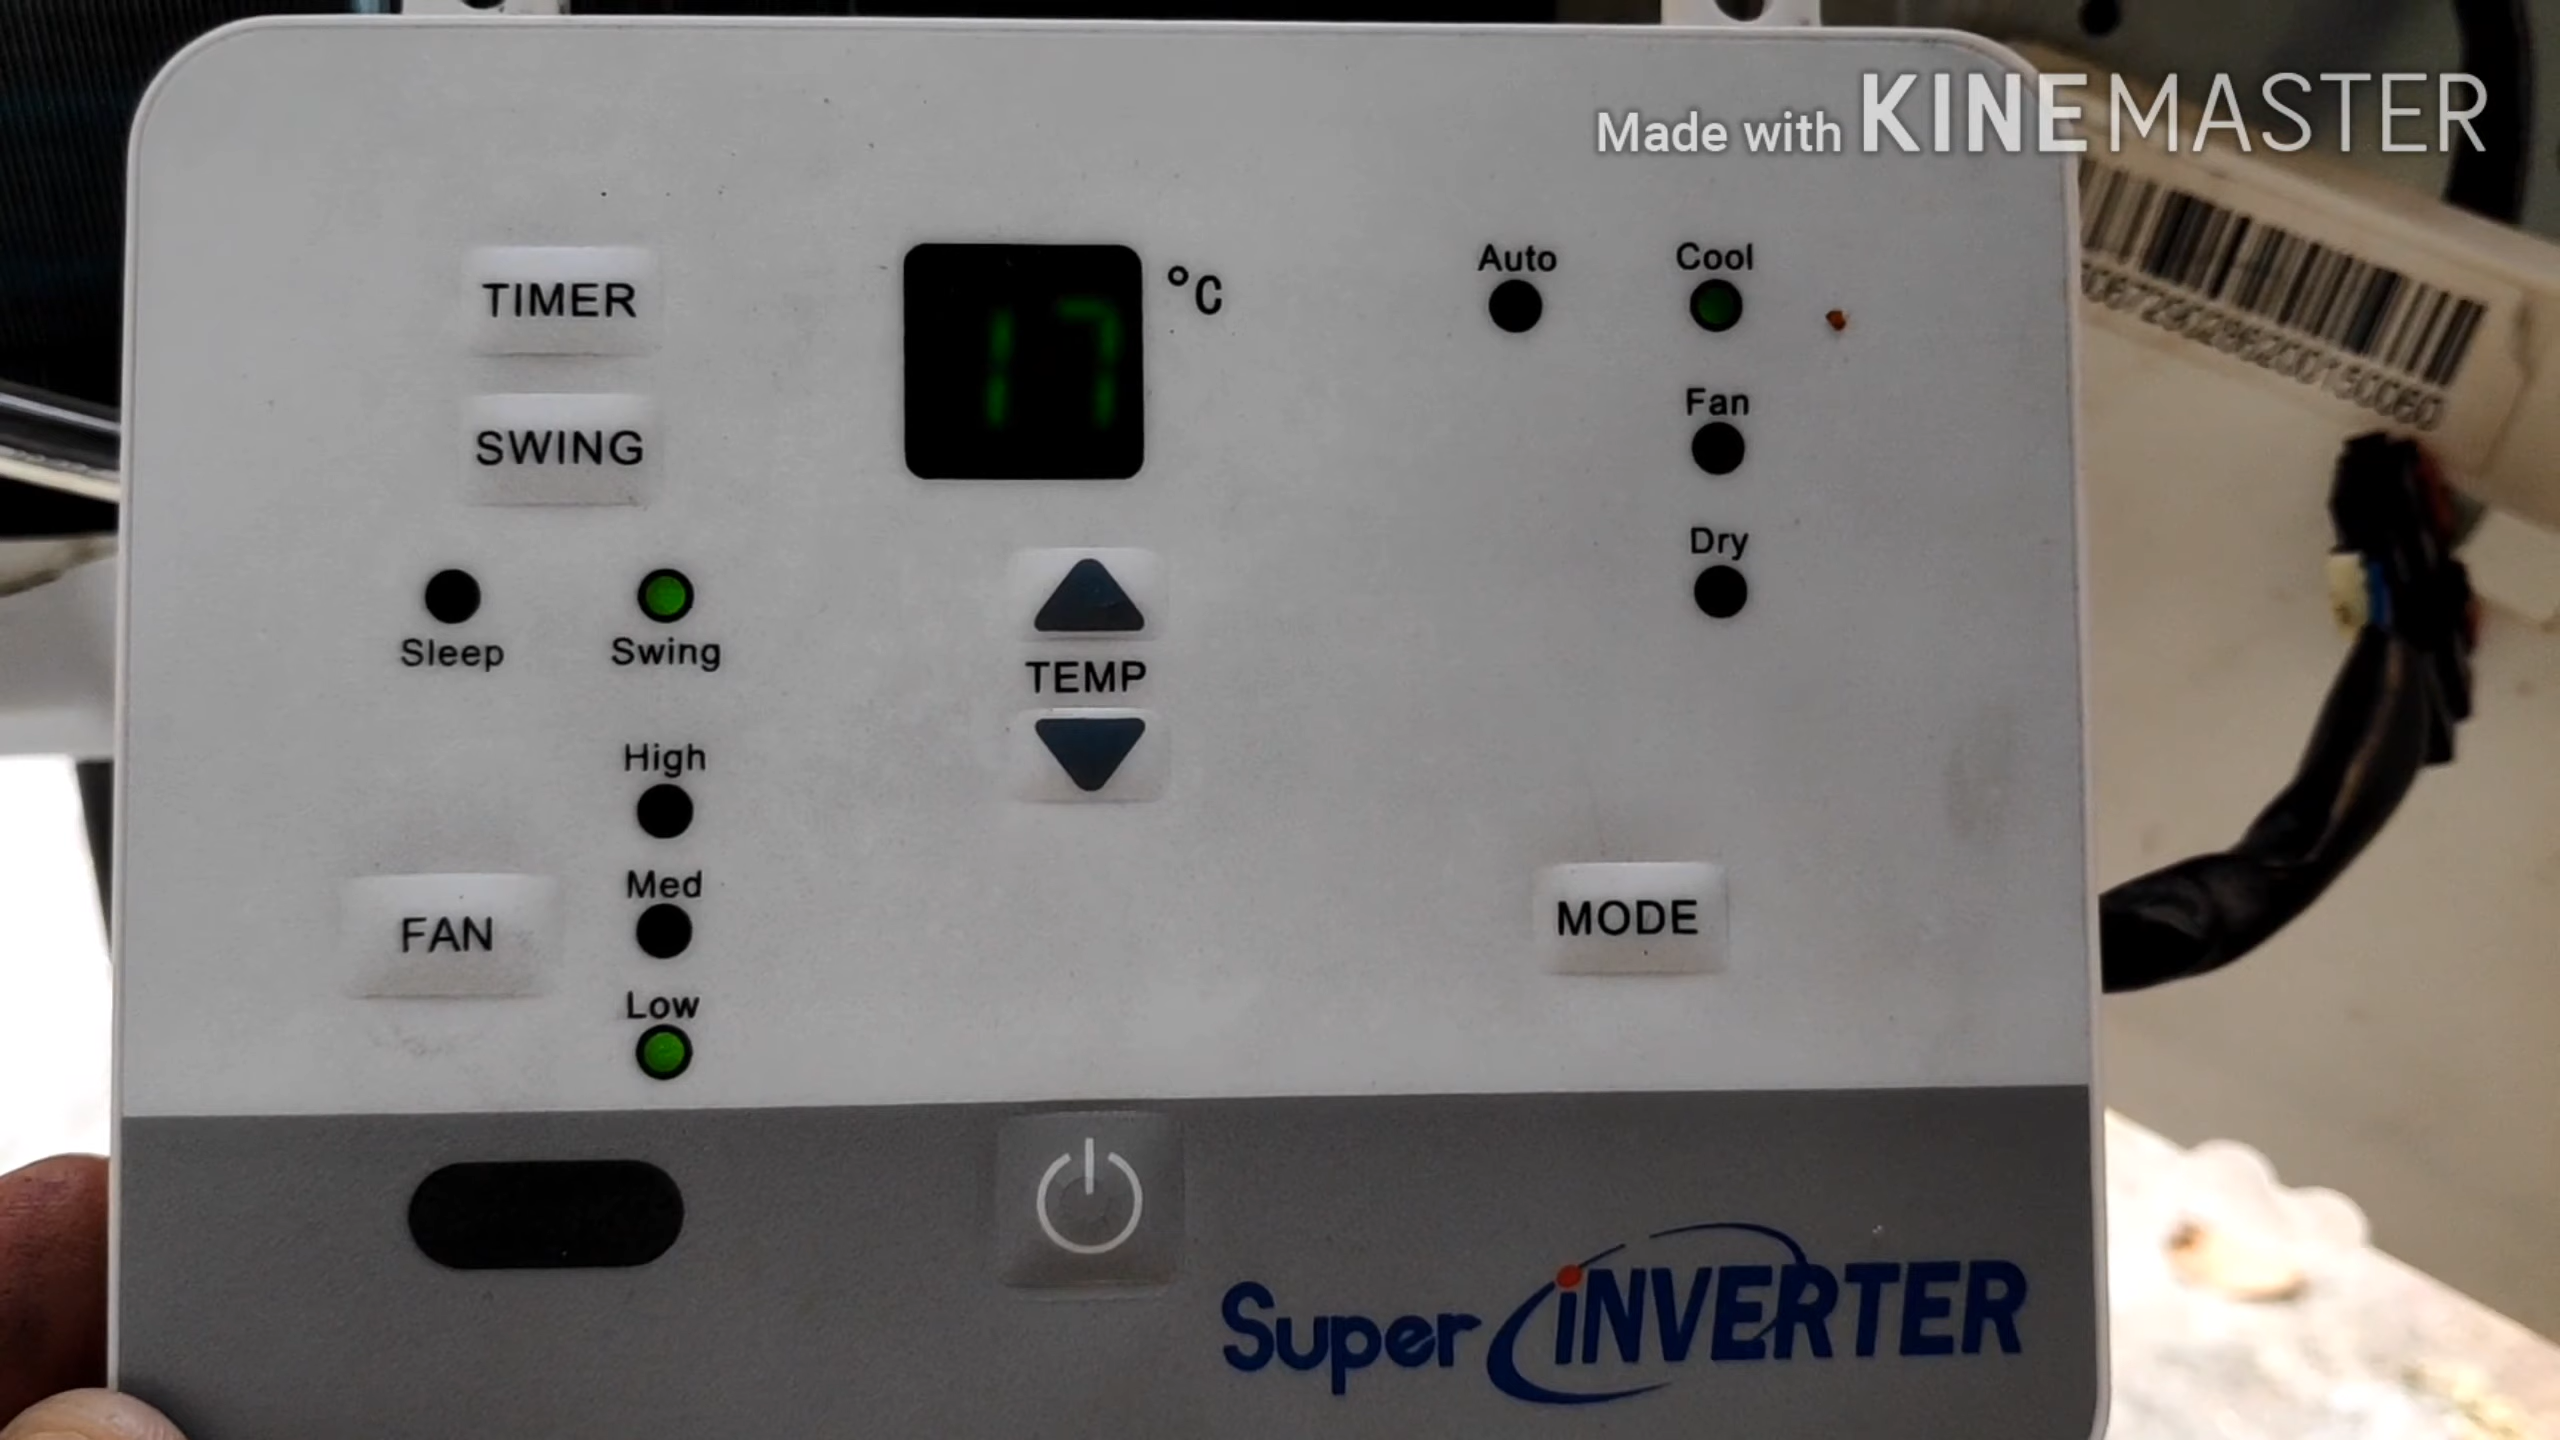 Made with KINEMASTER
TIMER
17 °C
Auto
Cool
SWING
Fan
Dry
Sleep
Swing
TEMP
High
Med
FAN
MODE
Low
Super iNVERTER